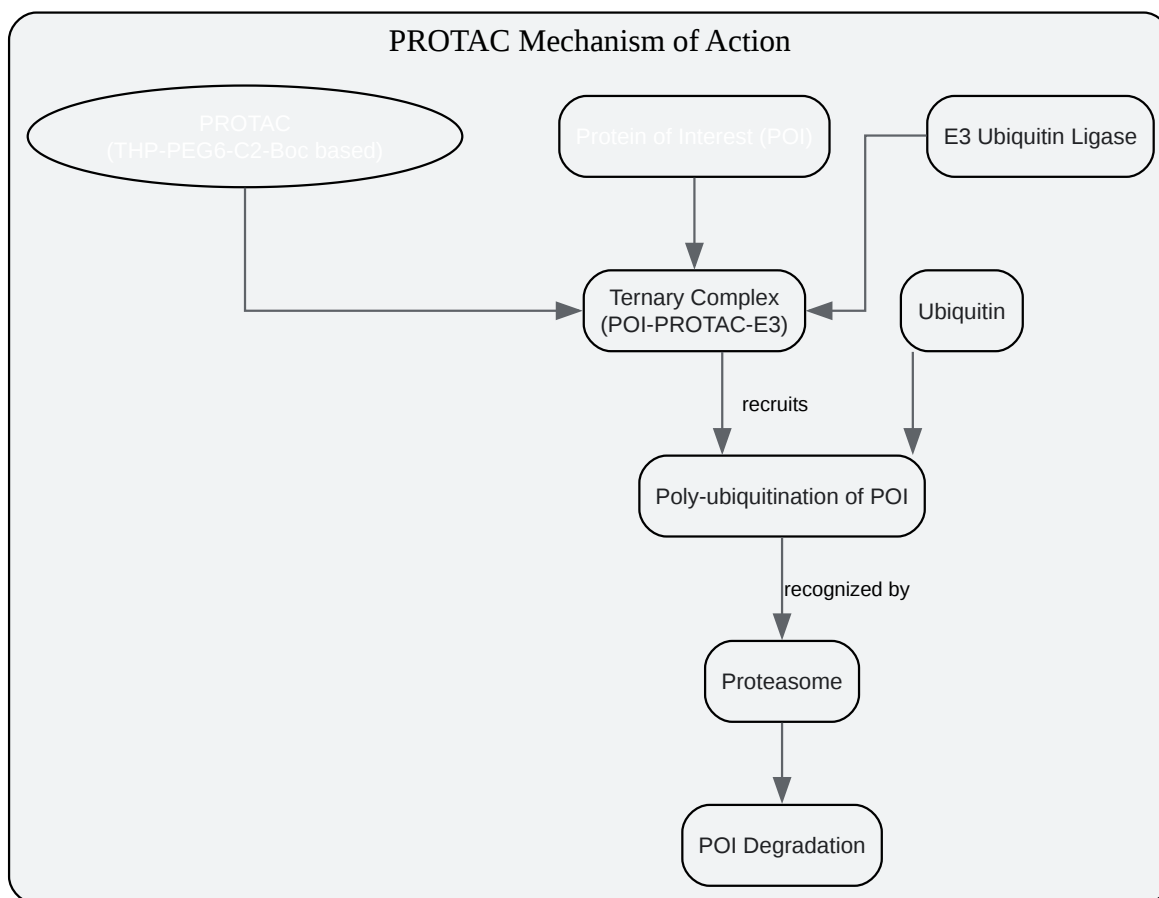 PROTAC Mechanism of Action
PROTAC
(THP-PEG6-C2-Boc based)
Protein of Interest (POI)
E3 Ubiquitin Ligase
Ternary Complex
(POI-PROTAC-E3)
Ubiquitin
recruits
Poly-ubiquitination of POI
recognized by
Proteasome
POI Degradation